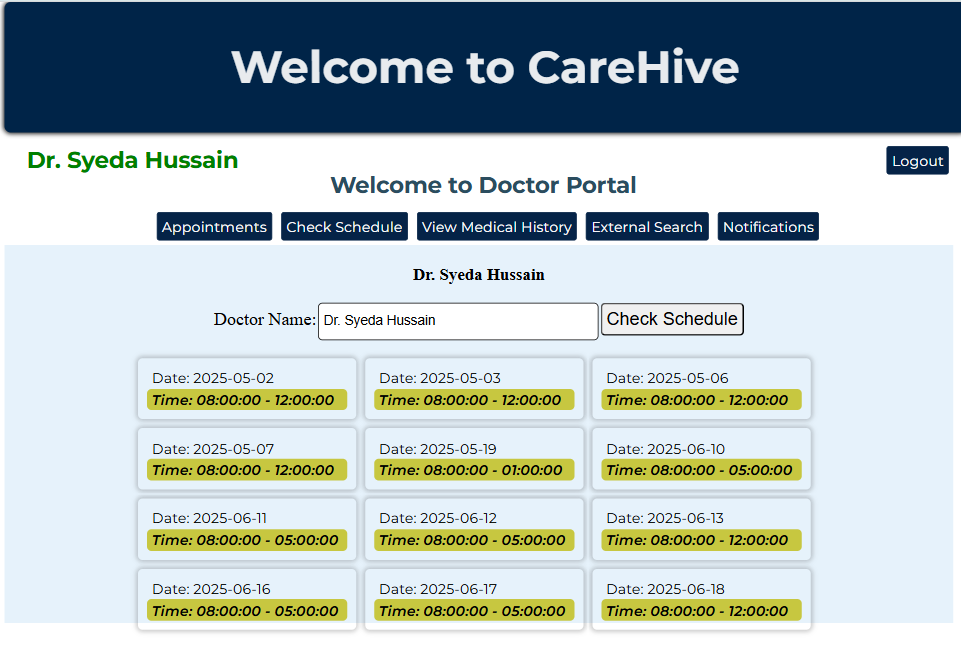 Welcome to CareHive
Dr. Syeda Hussain
Logout
Welcome to Doctor Portal
Appointments Check Schedule View Medical History External Search Notifications
Dr. Syeda Hussain
Doctor Name: Dr. Syeda Hussain Check Schedule
Date: 2025-05-02
Time: 08:00:00 - 12:00:00
Date: 2025-05-03
Time: 08:00:00 - 12:00:00
Date: 2025-05-06
Time: 08:00:00 - 12:00:00
Date: 2025-05-07
Time: 08:00:00 - 12:00:00
Date: 2025-05-19
Time: 08:00:00 - 01:00:00
Date: 2025-06-10
Time: 08:00:00 - 05:00:00
Date: 2025-06-11
Time: 08:00:00 - 05:00:00
Date: 2025-06-12
Time: 08:00:00 - 05:00:00
Date: 2025-06-13
Time: 08:00:00 - 12:00:00
Date: 2025-06-16
Time: 08:00:00 - 05:00:00
Date: 2025-06-17
Time: 08:00:00 - 05:00:00
Date: 2025-06-18
Time: 08:00:00 - 12:00:00